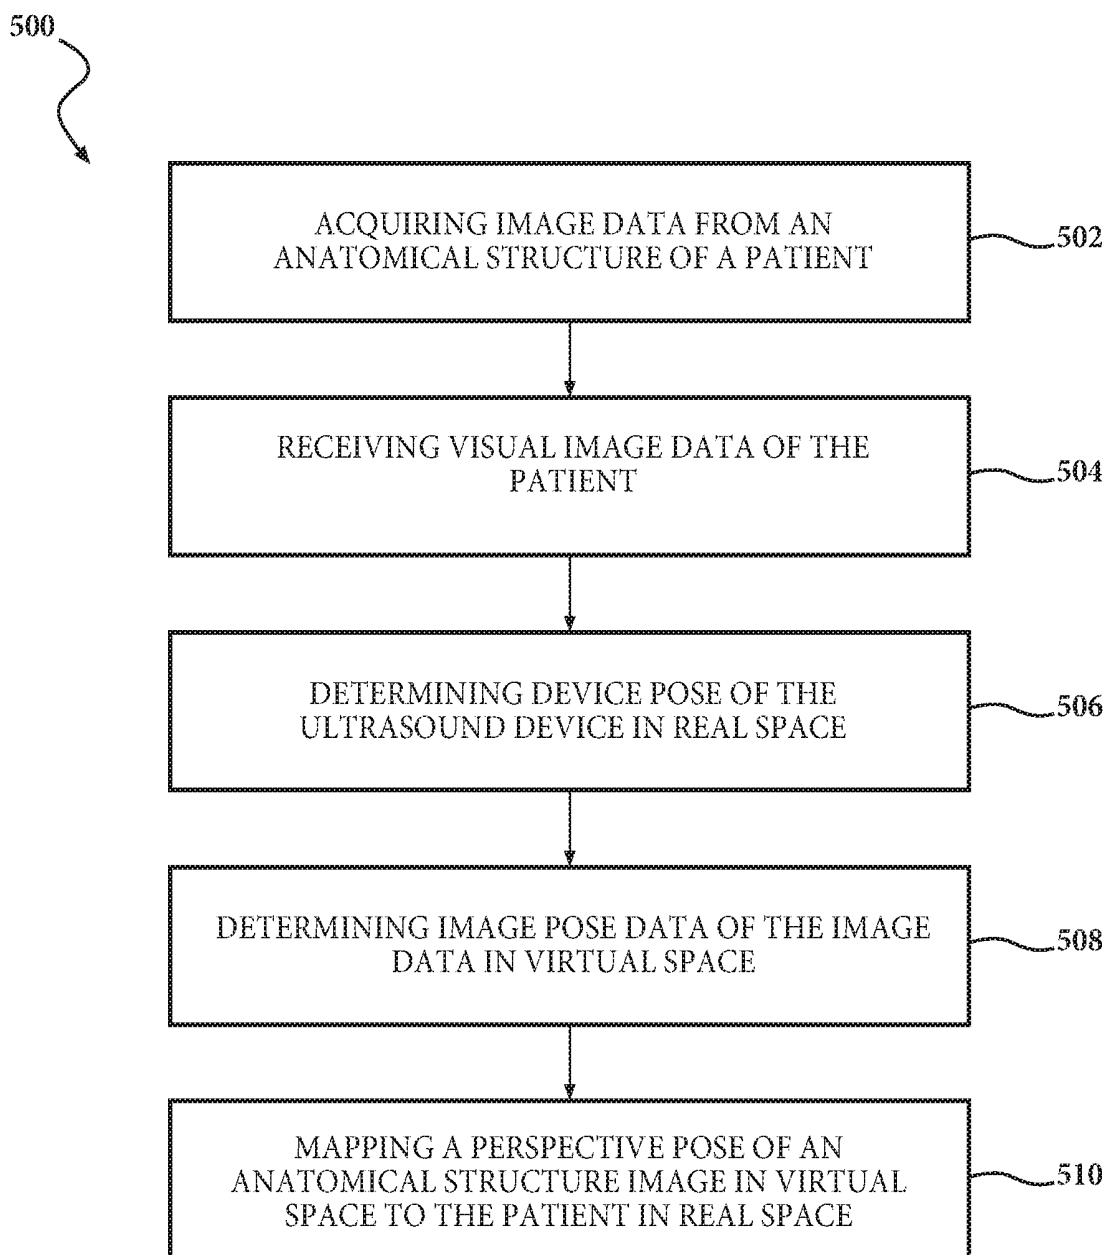 500
ACQUIRING IMAGE DATA FROM AN
ANATOMICAL STRUCTURE OF A PATIENT
502
RECEIVING VISUAL IMAGE DATA OF THE
PATIENT
504
DETERMINING DEVICE POSE OF THE
ULTRASOUND DEVICE IN REAL SPACE
506
DETERMINING IMAGE POSE DATA OF THE IMAGE
DATA IN VIRTUAL SPACE
508
MAPPING A PERSPECTIVE POSE OF AN
ANATOMICAL STRUCTURE IMAGE IN VIRTUAL
SPACE TO THE PATIENT IN REAL SPACE
510